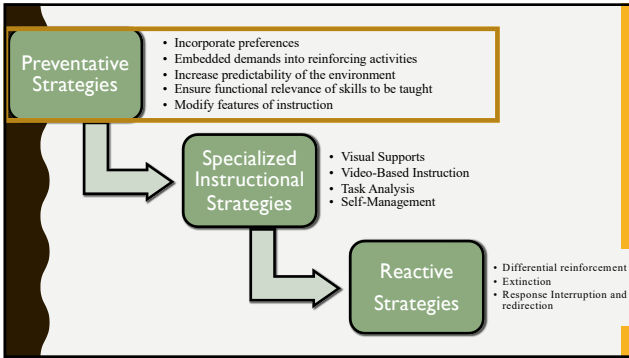 Preventative
Strategies
• Incorporate preferences
• Embedded demands into reinforcing activities
• Increase predictability of the environment
• Ensure functional relevance of skills to be taught
• Modify features of instruction
Specialized
Instructional
Strategies
• Visual Supports
• Video-Based Instruction
• Task Analysis
• Self-Management
Reactive
Strategies
• Differential reinforcement
• Extinction
• Response Interruption and
redirection